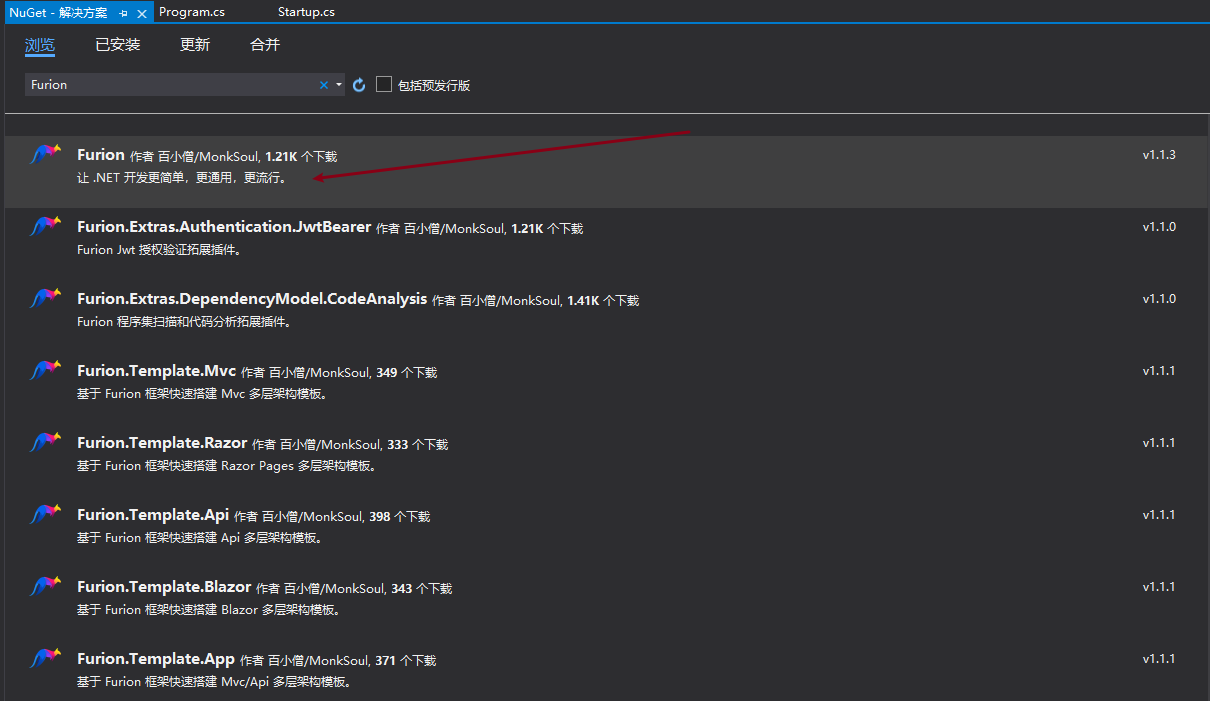 NuGet - 解决方案 Program.cs Startup.cs
浏览 已安装 更新 合并
Furion 包括预发行版
Furion 作者 百小僧/MonkSoul, 1.21K 个下载 v1.1.3
让 .NET 开发更简单，更通用，更流行。
Furion.Extras.Authentication.JwtBearer 作者 百小僧/MonkSoul, 1.21K 个下载 v1.1.0
Furion Jwt 授权验证拓展插件。
Furion.Extras.DependencyModel.CodeAnalysis 作者 百小僧/MonkSoul, 1.41K 个下载 v1.1.0
Furion 程序集扫描和代码分析拓展插件。
Furion.Template.Mvc 作者 百小僧/MonkSoul, 349 个下载 v1.1.1
基于 Furion 框架快速搭建 Mvc 多层架构模板。
Furion.Template.Razor 作者 百小僧/MonkSoul, 333 个下载 v1.1.1
基于 Furion 框架快速搭建 Razor Pages 多层架构模板。
Furion.Template.Api 作者 百小僧/MonkSoul, 398 个下载 v1.1.1
基于 Furion 框架快速搭建 Api 多层架构模板。
Furion.Template.Blazor 作者 百小僧/MonkSoul, 343 个下载 v1.1.1
基于 Furion 框架快速搭建 Blazor 多层架构模板。
Furion.Template.App 作者 百小僧/MonkSoul, 371 个下载 v1.1.1
基于 Furion 框架快速搭建 Mvc/Api 多层架构模板。